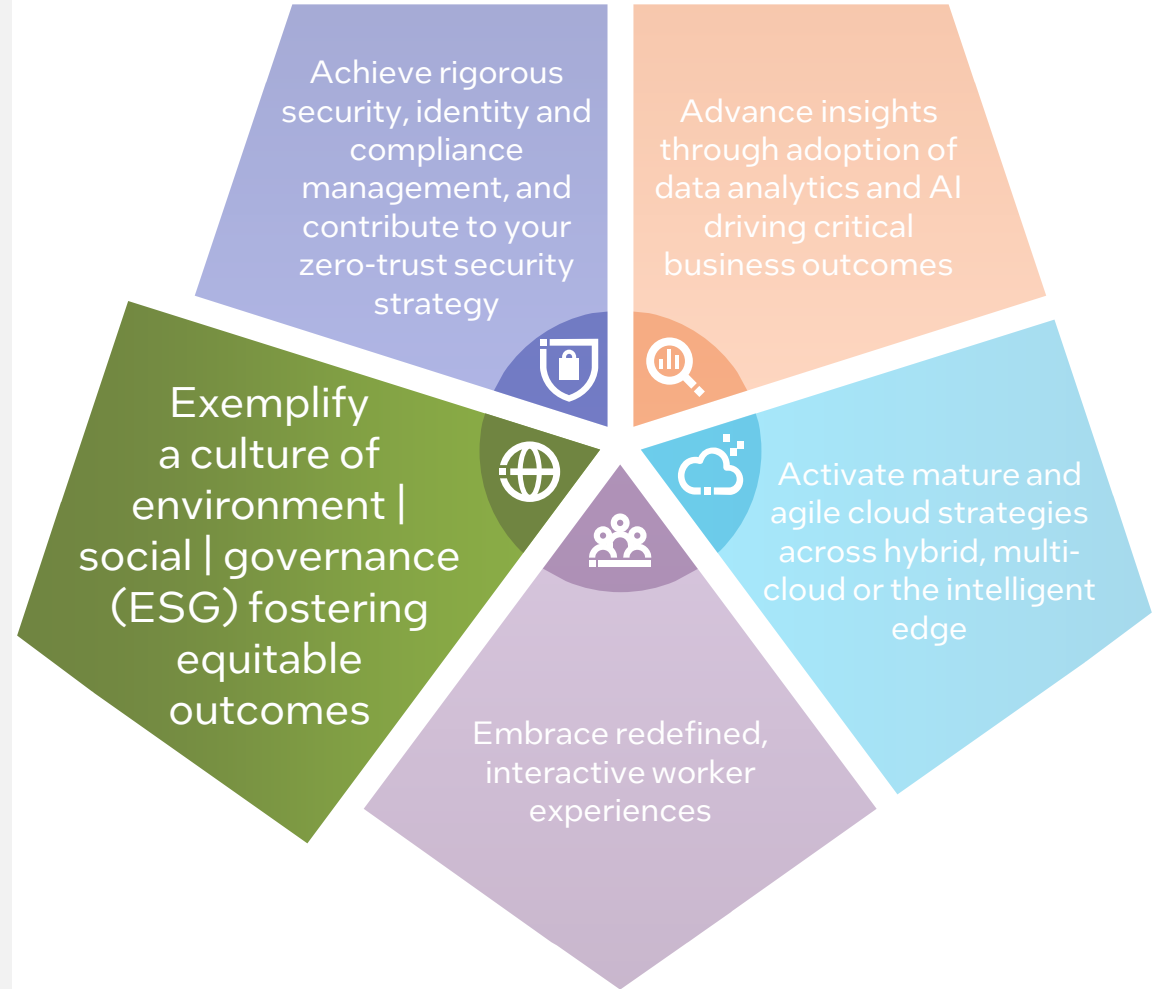 Achieve rigorous
security, identity and
compliance
management, and
contribute to your
zero-trust security
strategy
Advance insights
through adoption of
data analytics and AI
driving critical
business outcomes
Exemplify
a culture of
environment |
social | governance
(ESG) fostering
equitable
outcomes
Activate mature and
agile cloud strategies
across hybrid, multi-
cloud or the intelligent
edge
Embrace redefined,
interactive worker
experiences